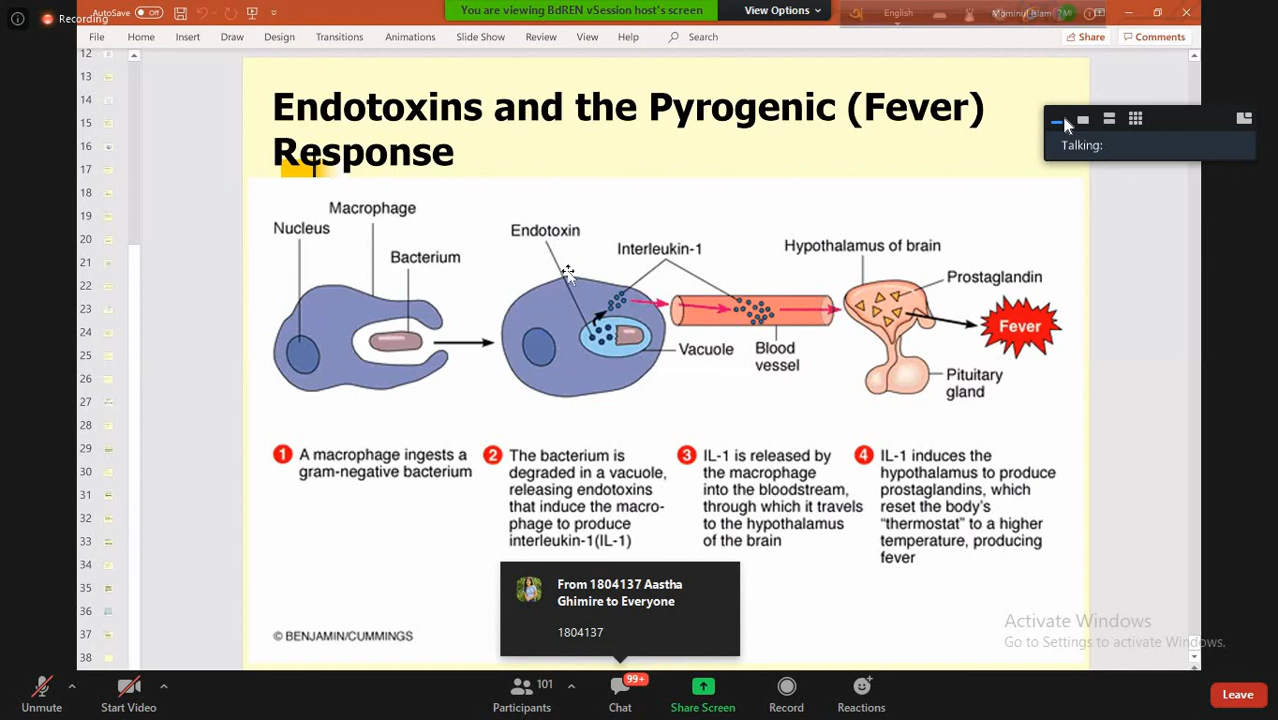 Recording
AutoSave Off
You are viewing BdREN vSession host's screen
View Options
English
Mominul Islam
MI
File Home Insert Draw Design Transitions Animations Slide Show Review View Help Search
Share Comments
12
13
14
15
16
17
18
19
20
21
22
23
24
25
26
27
28
29
30
31
32
33
34
35
36
37
38
Endotoxins and the Pyrogenic (Fever)
Response
Talking:
Nucleus
Macrophage
Bacterium
Endotoxin
Interleukin-1
Vacuole
Blood
vessel
Hypothalamus of brain
Prostaglandin
Fever
Pituitary
gland
1 A macrophage ingests a
gram-negative bacterium
2 The bacterium is
degraded in a vacuole,
releasing endotoxins
that induce the macro-
phage to produce
interleukin-1(IL-1)
3 IL-1 is released by
the macrophage
into the bloodstream,
through which it travels
to the hypothalamus
of the brain
4 IL-1 induces the
hypothalamus to produce
prostaglandins, which
reset the body's
"thermostat" to a higher
temperature, producing
fever
From 1804137 Aastha
Ghimire to Everyone
1804137
© BENJAMIN/CUMMINGS
Activate Windows
Go to Settings to activate Windows.
Unmute
Start Video
101
Participants
99+
Chat
Share Screen
Record
Reactions
Leave